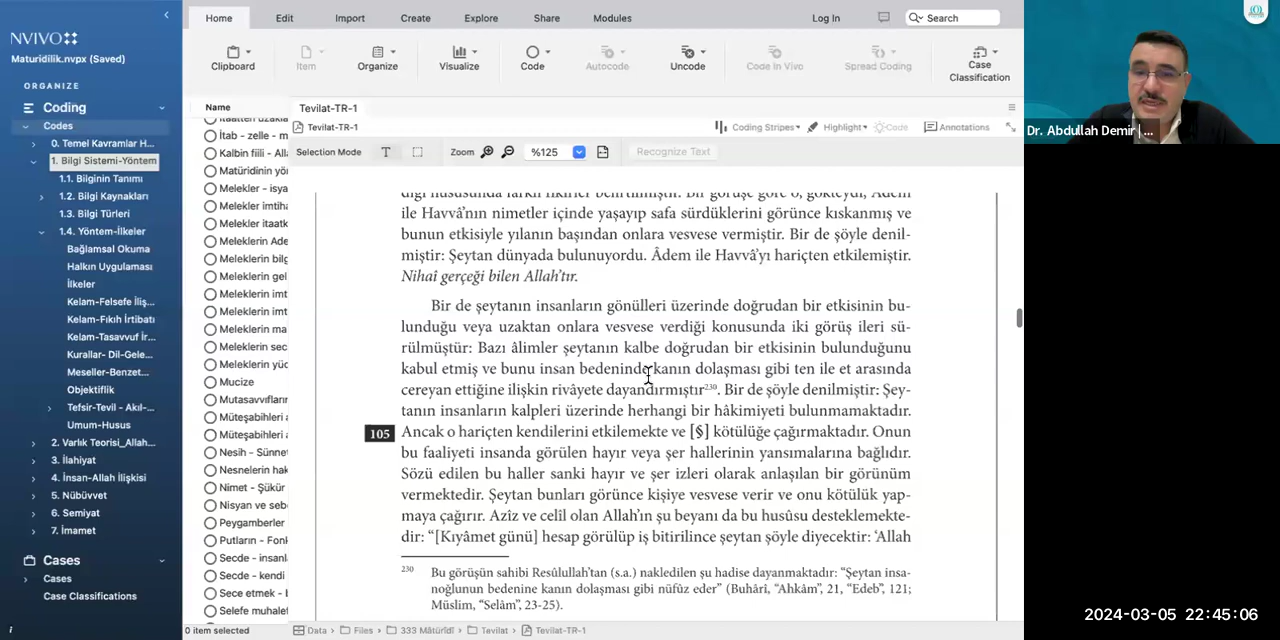 Home Edit Import Create Explore Share Modules Log In Search
NVIVO
Maturidilik.nvpx (Saved)
Clipboard Item Organize Visualize Code Autocode Uncode Code In Vivo Spread Coding Case Classification
ORGANIZE
Coding
Codes
0. Temel Kavramlar H...
1. Bilgi Sistemi-Yöntem
1.1. Bilginin Tanımı
1.2. Bilgi Kaynakları
1.3. Bilgi Türleri
1.4. Yöntem-İlkeler
Bağlamsal Okuma
Halkın Uygulaması
İlkeler
Kelam-Felsefe İliş...
Kelam-Fıkıh İrtibatı
Kelam-Tasavvuf İr...
Kurallar- Dil-Gele...
Meseller-Benzet...
Objektiflik
Tefsir-Tevil - Akıl-...
Umum-Husus
2. Varlık Teorisi_Allah...
3. İlahiyat
4. İnsan-Allah İlişkisi
5. Nübüvvet
6. Semiyat
7. İmamet
Cases
Cases
Case Classifications
Name
İtaatten uzakla
İtab - zelle - m
Kalbin fiili - Alla
Matüridinin yö
Melekler - isya
Melekler imtiha
Melekler itaatk
Meleklerin Ade
Meleklerin bilg
Meleklerin gel
Meleklerin imt
Meleklerin imt
Meleklerin ma
Meleklerin sec
Meleklerin yüc
Mucize
Mutasavvıfların
Müteşabihleri a
Müteşabihleri a
Nesih - Sünnet
Nesnelerin hak
Nimet - Şükür
Nisyan ve sebe
Peygamberler
Putların - Fonk
Secde - insanl
Secde - kendi
Sece etmek - b
Selefe muhalef
0 item selected
Tevilat-TR-1
Tevilat-TR-1 Coding Stripes Highlight Code Annotations
Selection Mode T Zoom %125 Recognize Text
diği hususunda farklı fikirler belirtilmiştir. Bir görüşe göre o, gökteydi, Âdem
ile Havvâ’nın nimetler içinde yaşayıp safa sürdüklerini görünce kıskanmış ve
bunun etkisiyle yılanın başından onlara vesvese vermiştir. Bir de şöyle denil-
miştir: Şeytan dünyada bulunuyordu. Âdem ile Havvâ’yı hariçten etkilemiştir.
Nihaî gerçeği bilen Allah’tır.
Bir de şeytanın insanların gönülleri üzerinde doğrudan bir etkisinin bu-
lunduğu veya uzaktan onlara vesvese verdiği konusunda iki görüş ileri sü-
rülmüştür: Bazı âlimler şeytanın kalbe doğrudan bir etkisinin bulunduğunu
kabul etmiş ve bunu insan bedeninde kanın dolaşması gibi ten ile et arasında
cereyan ettiğine ilişkin rivâyete dayandırmıştır²³⁰. Bir de şöyle denilmiştir: Şey-
tanın insanların kalpleri üzerinde herhangi bir hâkimiyeti bulunmamaktadır.
105 Ancak o hariçten kendilerini etkilemekte ve [§] kötülüğe çağırmaktadır. Onun
bu faaliyeti insanda görülen hayır veya şer hallerinin yansımalarına bağlıdır.
Sözü edilen bu haller sanki hayır ve şer izleri olarak anlaşılan bir görünüm
vermektedir. Şeytan bunları görünce kişiye vesvese verir ve onu kötülük yap-
maya çağırır. Azîz ve celîl olan Allah’ın şu beyanı da bu husûsu desteklemekte-
dir: “[Kıyâmet günü] hesap görülüp iş bitirilince şeytan şöyle diyecektir: ‘Allah
230 Bu görüşün sahibi Resûlullah’tan (s.a.) nakledilen şu hadise dayanmaktadır: “Şeytan insa-
noğlunun bedenine kanın dolaşması gibi nüfûz eder” (Buhârî, “Ahkâm”, 21, “Edeb”, 121;
Müslim, “Selâm”, 23-25).
Data Files 333 Mâtürîdî Tevilat Tevilat-TR-1
Dr. Abdullah Demir | ...
2024-03-05 22:45:06